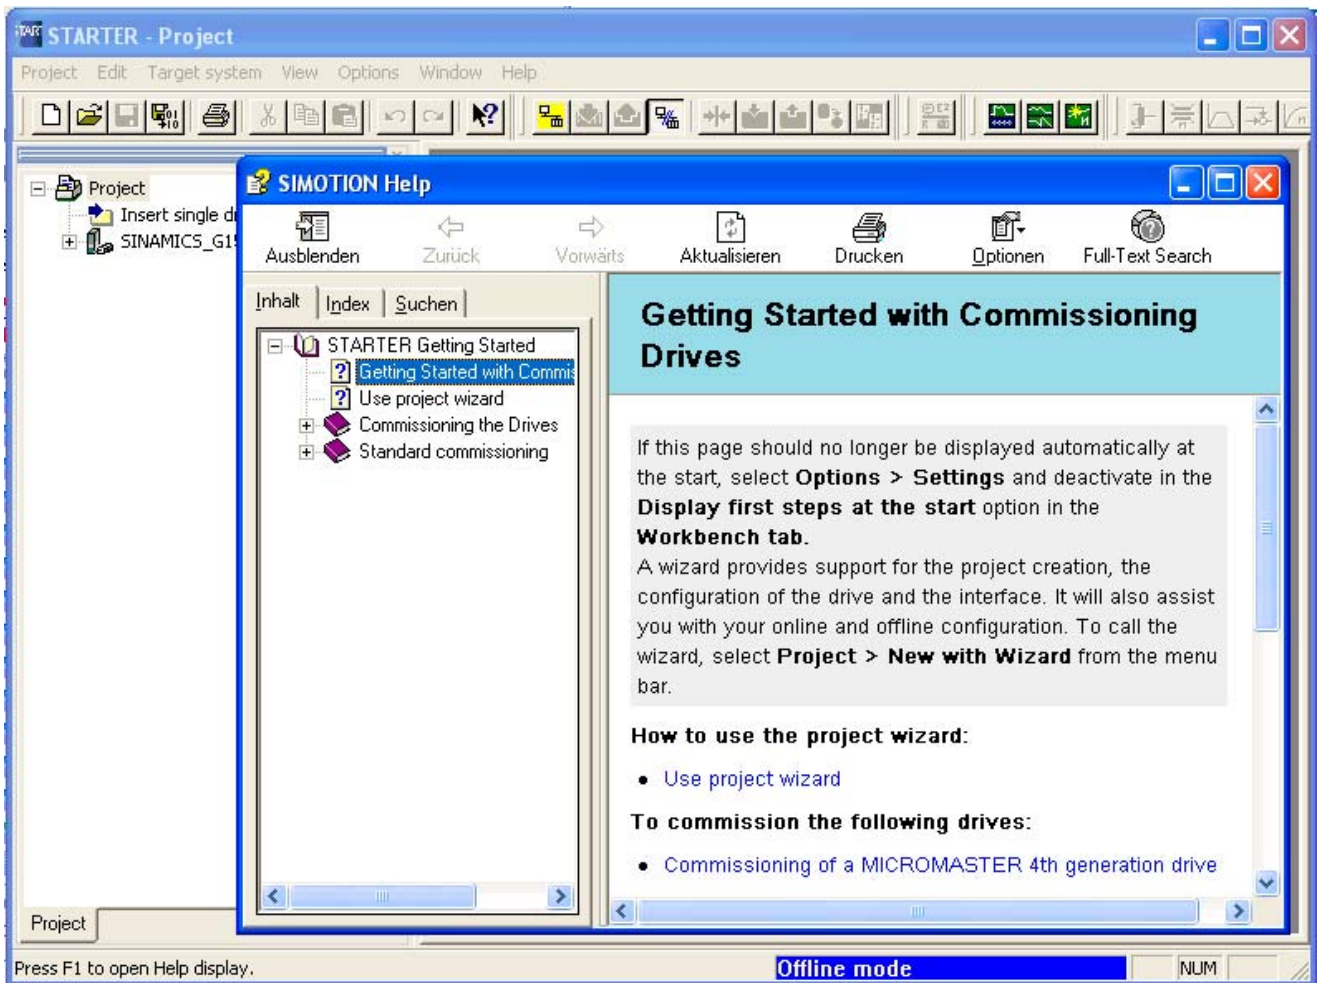 STARTER - Project
Project Edit Target system View Options Window Help
SIMOTION Help
Project
Insert single
SINAMICS_G15
Ausblenden Zurück Vorwärts Aktualisieren Drucken Optionen Full-Text Search
Inhalt Index Suchen
STARTER Getting Started
Getting Started with
Use project wizard
Commissioning the Drives
Standard commissioning
Getting Started with Commissioning
Drives
If this page should no longer be displayed automatically at
the start, select Options > Settings and deactivate in the
Display first steps at the start option in the
Workbench tab.
A wizard provides support for the project creation, the
configuration of the drive and the interface. It will also assist
you with your online and offline configuration. To call the
wizard, select Project > New with Wizard from the menu
bar.
How to use the project wizard:
• Use project wizard
To commission the following drives:
• Commissioning of a MICROMASTER 4th generation drive
Project
Press F1 to open Help display.
Offline mode
NUM